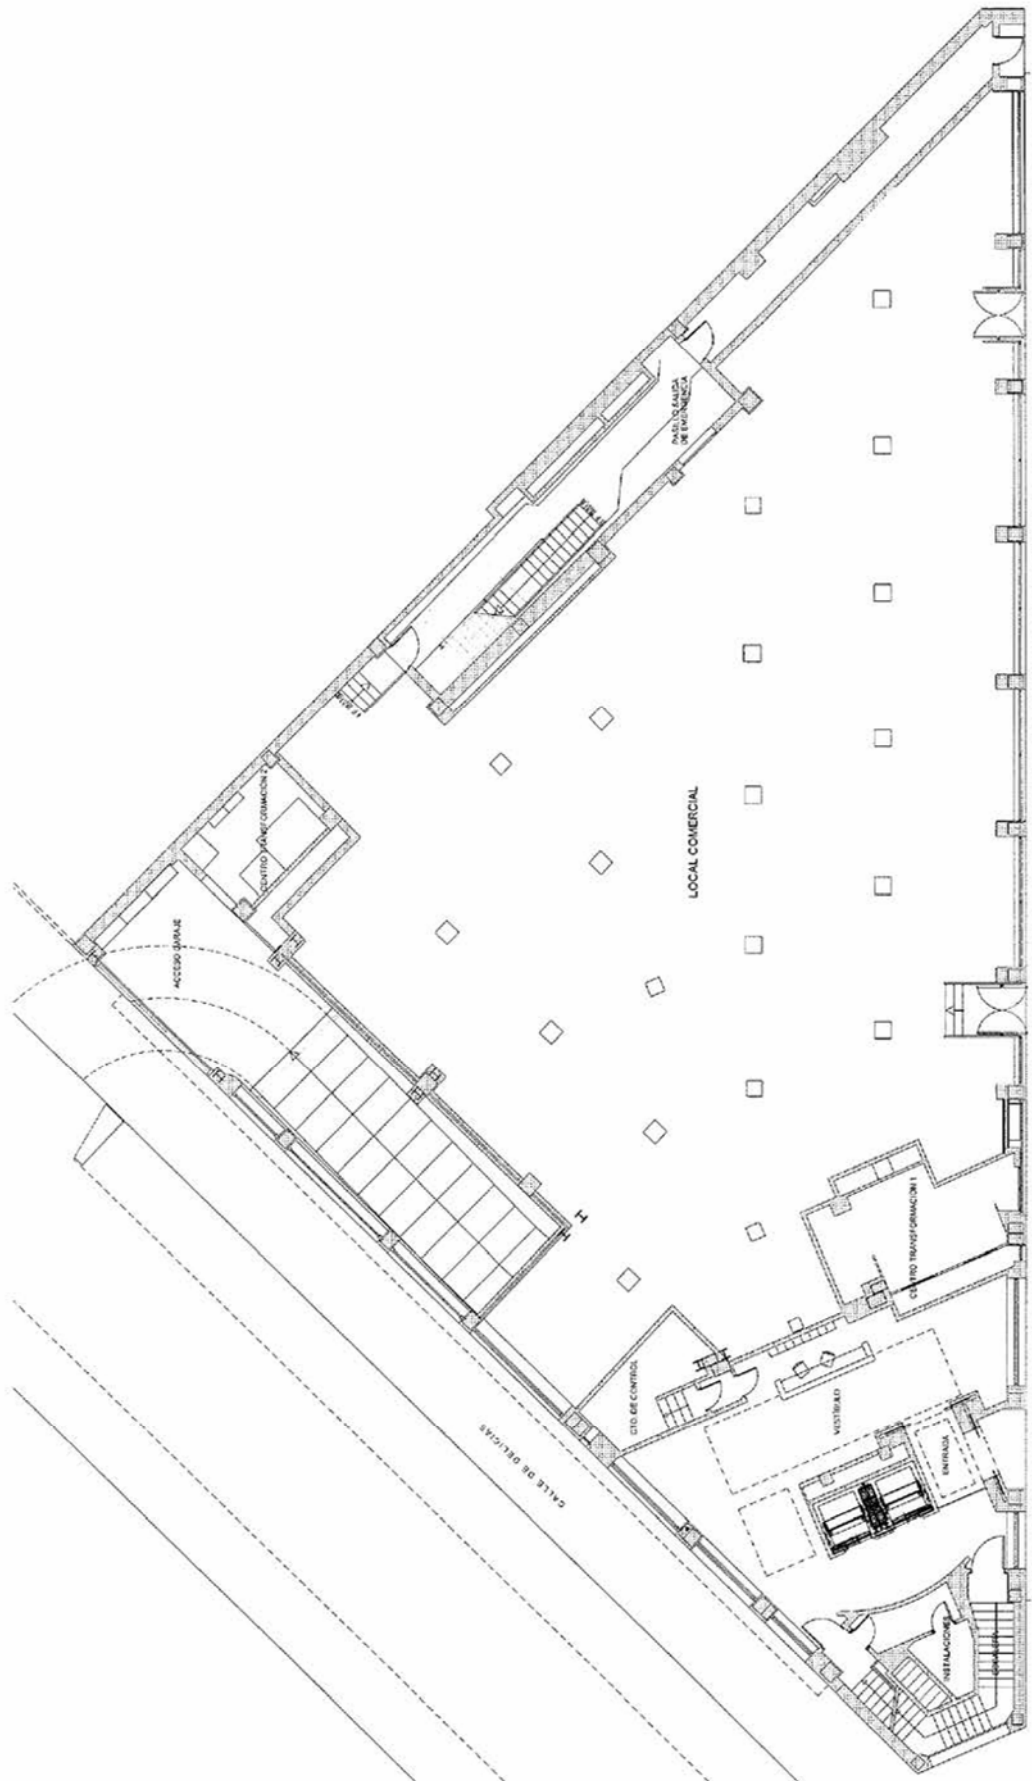 PASILLO SALIDA
DE EMERGENCIA
CENTRO TRANSFORMACION 2
ACCESO GARAJE
LOCAL COMERCIAL
CENTRO TRANSFORMACION 1
CTO. DE CONTROL
VESTÍBULO
ENTRADA
CALLE DE DELICIAS
INSTALACIONES